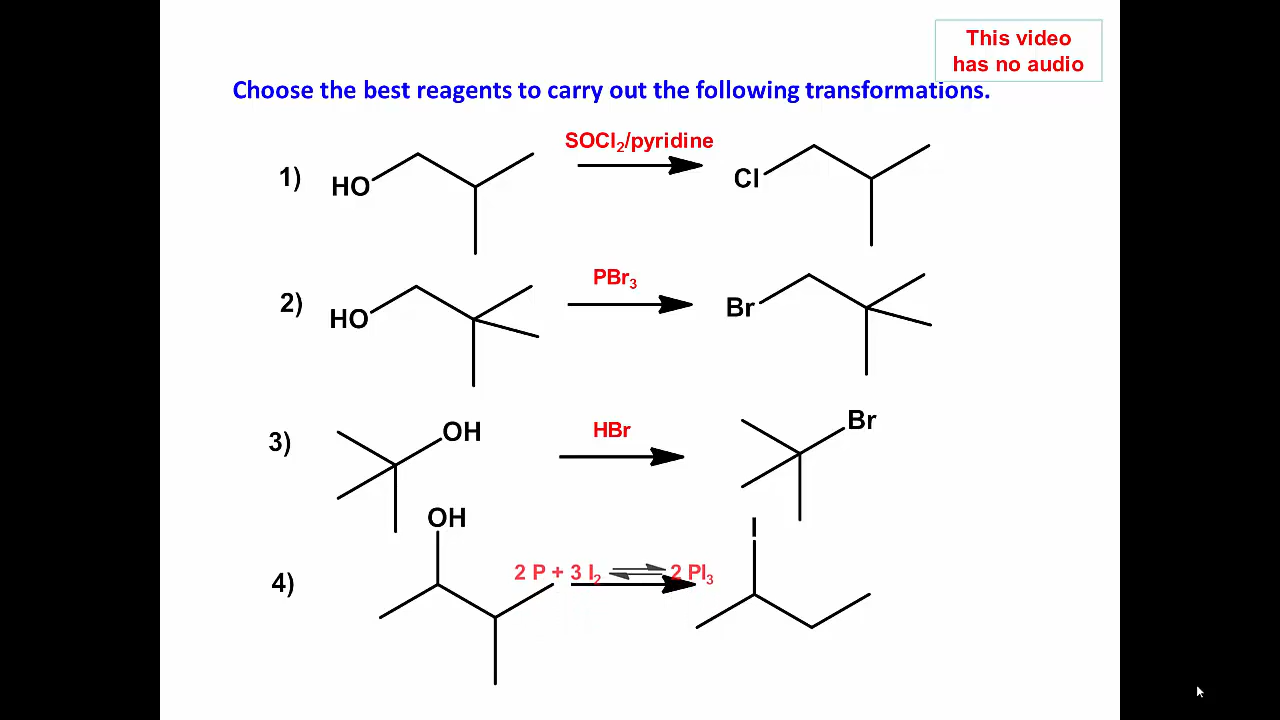 This video
has no audio
Choose the best reagents to carry out the following transformations.
SOCl₂/pyridine
1)
HO
Cl
PBr₃
2)
HO
Br
HBr
3)
OH
Br
OH
I
2 P + 3 I₂ ⇌ 2 PI₃
4)